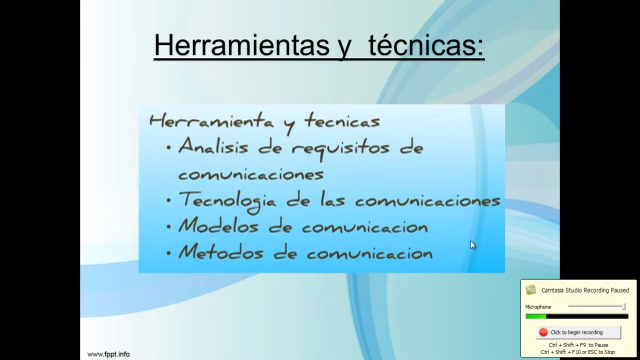 Herramientas y  técnicas:
Herramienta y tecnicas
• Analisis de requisitos de
comunicaciones
• Tecnologia de las comunicaciones
• Modelos de comunicacion
• Metodos de comunicacion
www.fppt.info
Camtasia Studio Recording Paused
Microphone
Click to begin recording
Ctrl + Shift + F9 to Pause
Ctrl + Shift + F10 or ESC to Stop